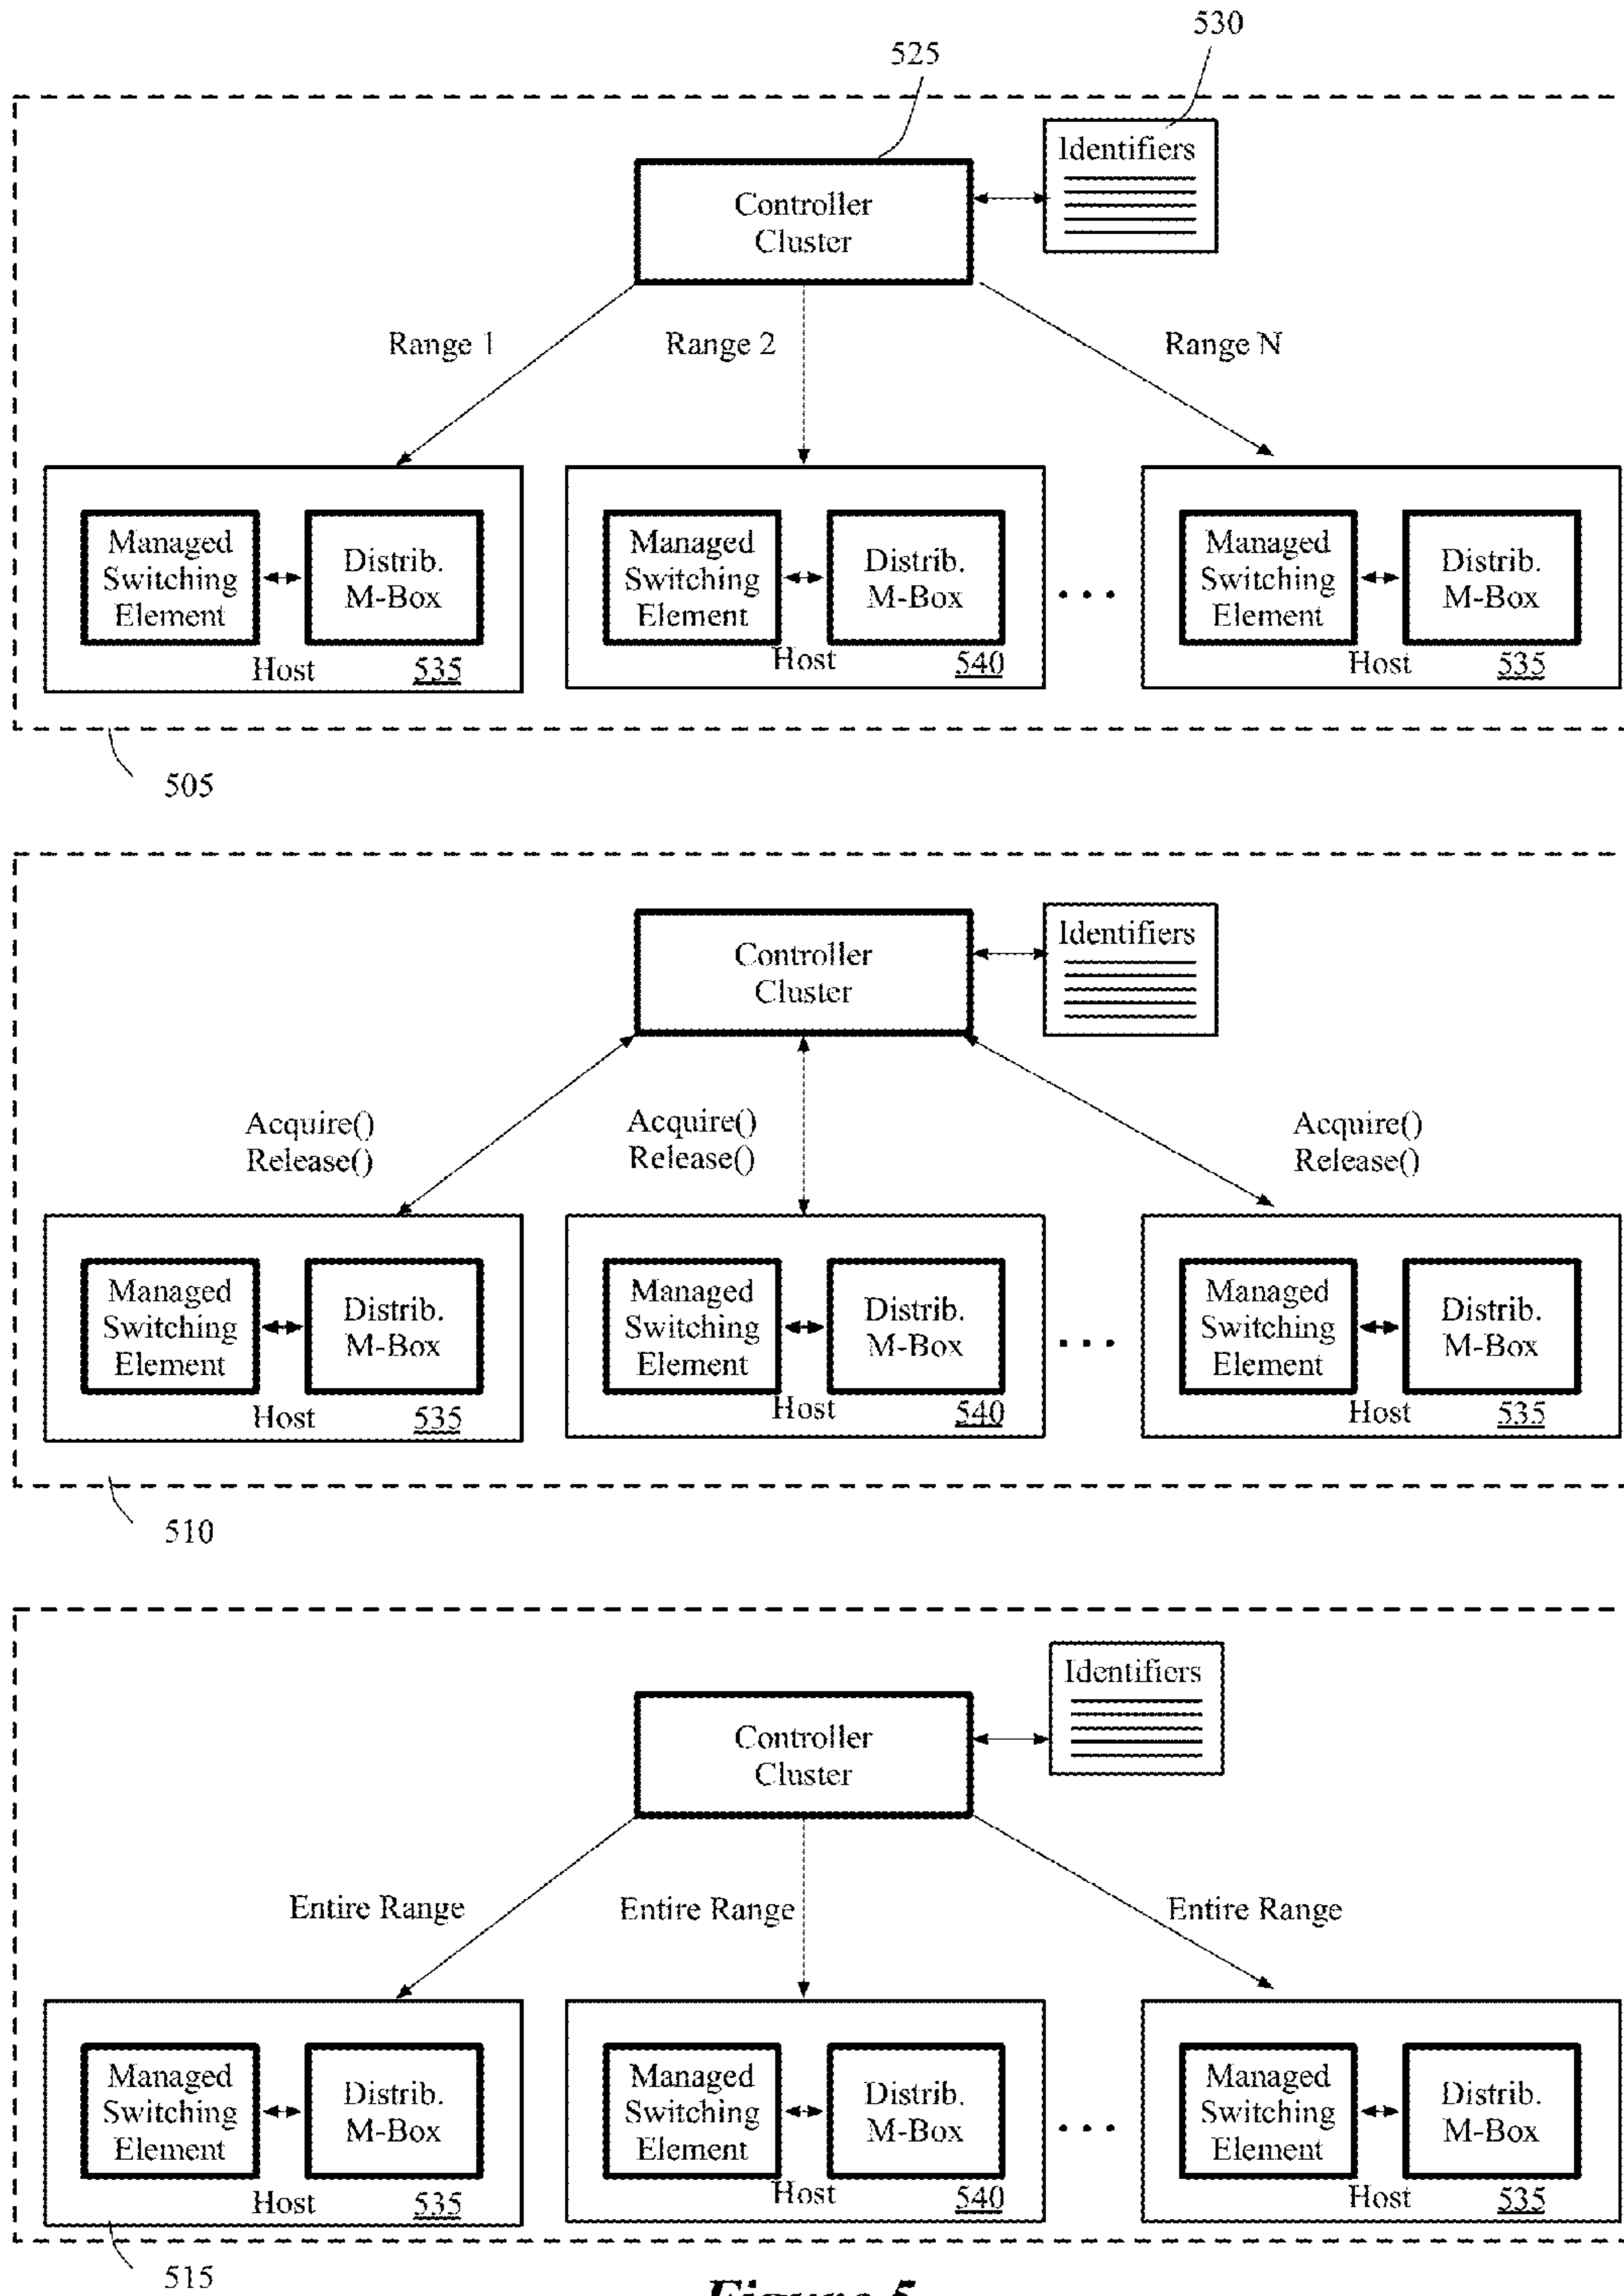 530
525
Identifiers
Controller
Cluster
Range 1
Range 2
Range N
Managed
Switching
Element
Distrib.
M-Box
Host 535
Managed
Switching
Element
Distrib.
M-Box
Host 540
. . .
Managed
Switching
Element
Distrib.
M-Box
Host 535
505
Identifiers
Controller
Cluster
Acquire()
Release()
Acquire()
Release()
Acquire()
Release()
Managed
Switching
Element
Distrib.
M-Box
Host 535
Managed
Switching
Element
Distrib.
M-Box
Host 540
. . .
Managed
Switching
Element
Distrib.
M-Box
Host 535
510
Identifiers
Controller
Cluster
Entire Range
Entire Range
Entire Range
Managed
Switching
Element
Distrib.
M-Box
Host 535
Managed
Switching
Element
Distrib.
M-Box
Host 540
. . .
Managed
Switching
Element
Distrib.
M-Box
Host 535
515
Figure 5